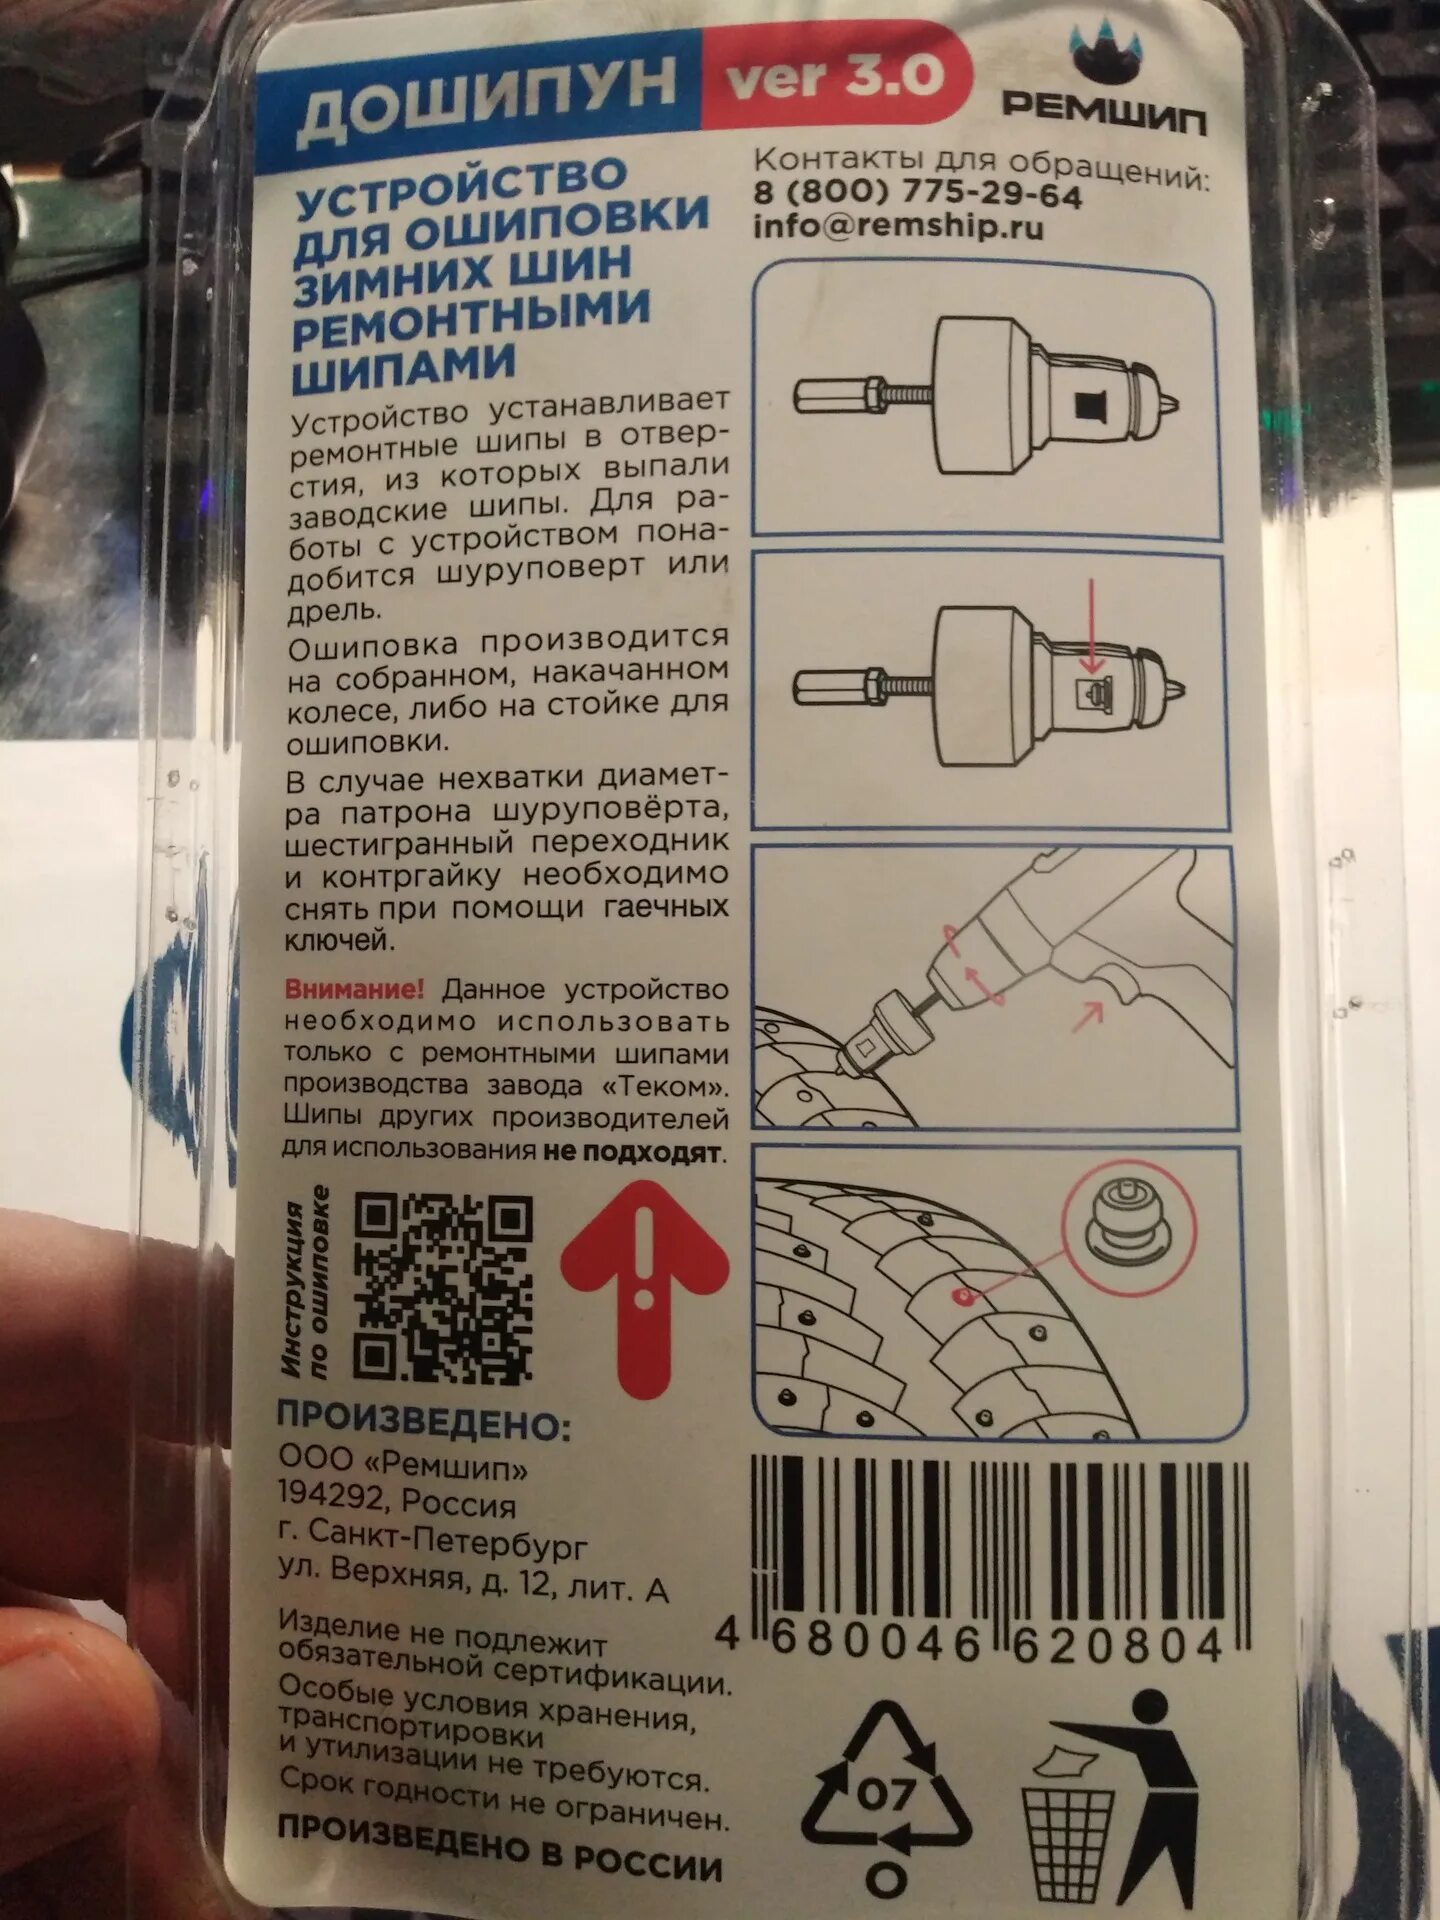 ДОШИПУН ver 3.0
РЕМШИП
УСТРОЙСТВО
ДЛЯ ОШИПОВКИ
ЗИМНИХ ШИН
РЕМОНТНЫМИ
ШИПАМИ
Контакты для обращений:
8 (800) 775-29-64
info@remship.ru
Устройство устанавливает
ремонтные шипы в отвер-
стия, из которых выпали
заводские шипы. Для ра-
боты с устройством пона-
добится шуруповерт или
дрель.
Ошиповка производится
на собранном, накачанном
колесе, либо на стойке для
ошиповки.
В случае нехватки диамет-
ра патрона шуруповёрта,
шестигранный переходник
и контргайку необходимо
снять при помощи гаечных
ключей.
Внимание! Данное устройство
необходимо использовать
только с ремонтными шипами
производства завода «Теком».
Шипы других производителей
для использования не подходят.
Инструкция
по ошиповке
ПРОИЗВЕДЕНО:
ООО «Ремшип»
194292, Россия
г. Санкт-Петербург
ул. Верхняя, д. 12, лит. А
Изделие не подлежит
обязательной сертификации.
Особые условия хранения,
транспортировки
и утилизации не требуются.
Срок годности не ограничен.
ПРОИЗВЕДЕНО В РОССИИ
4 680046 620804
07
O